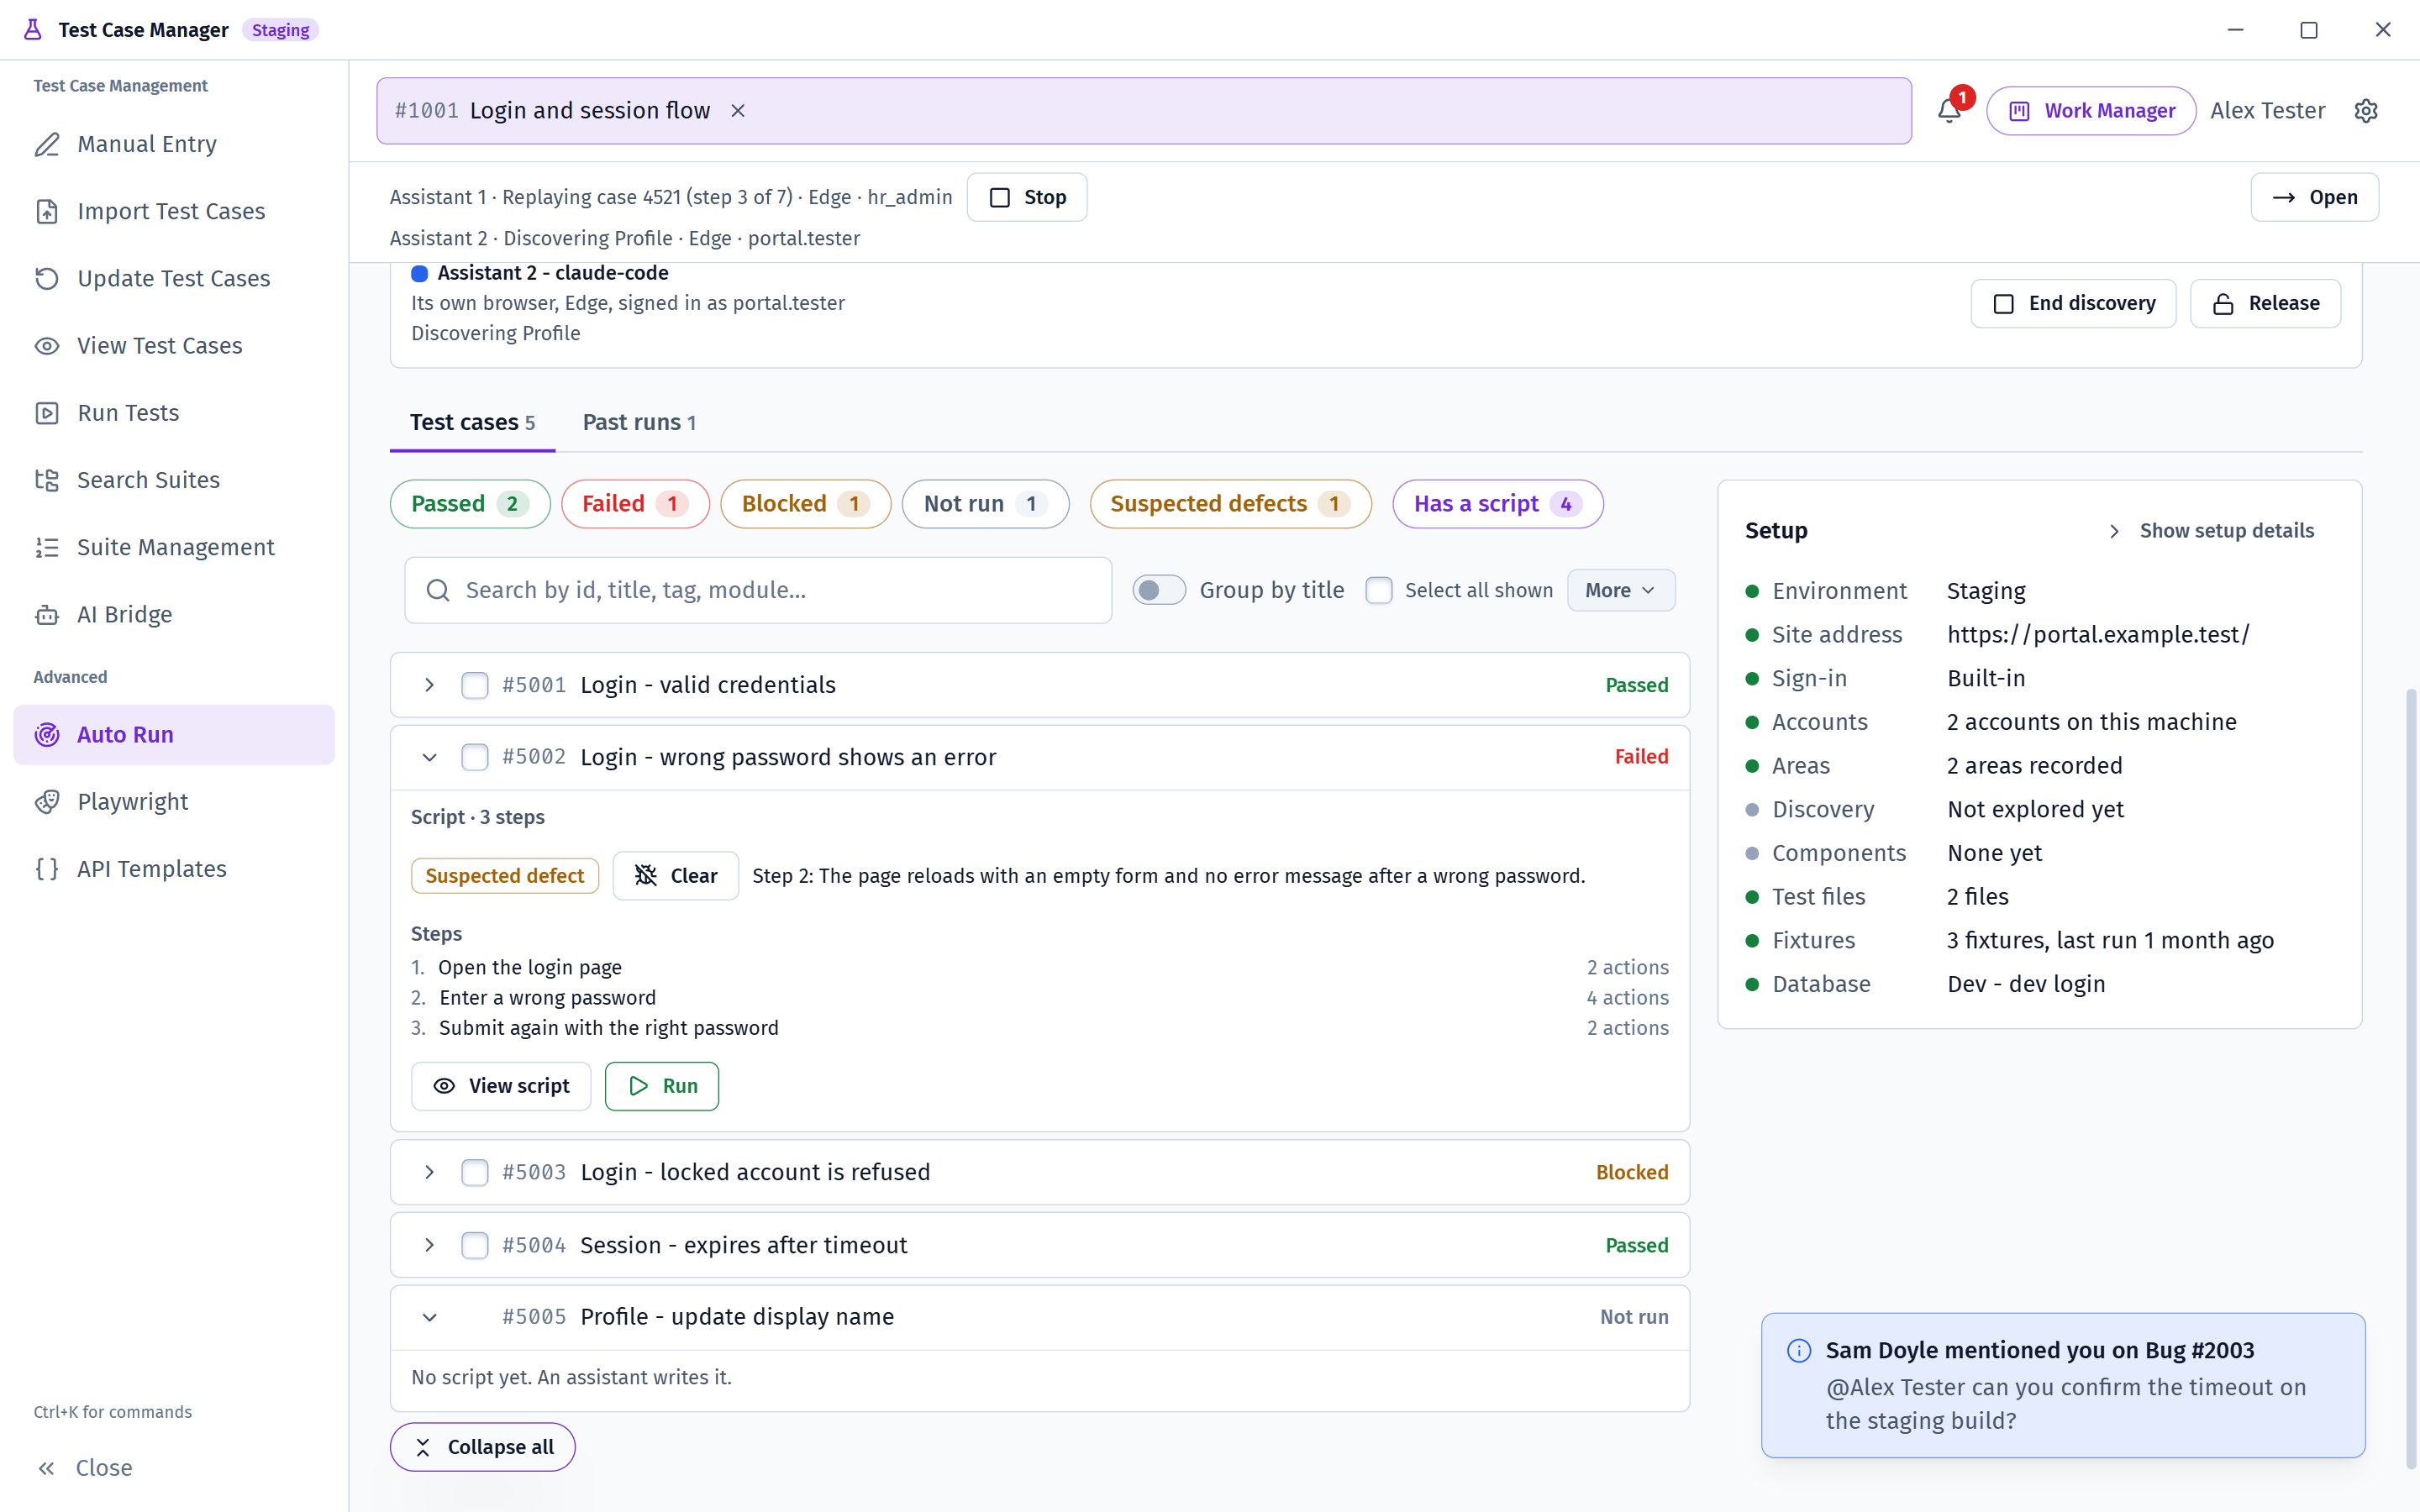 Test Case Manager Staging
Test Case Management
Manual Entry
Import Test Cases
Update Test Cases
View Test Cases
Run Tests
Search Suites
Suite Management
AI Bridge
Advanced
Auto Run
Playwright
API Templates
Ctrl+K for commands
Close
#1001 Login and session flow
1
Work Manager
Alex Tester
Assistant 1 · Replaying case 4521 (step 3 of 7) · Edge · hr_admin Stop Open
Assistant 2 · Discovering Profile · Edge · portal.tester
Assistant 2 - claude-code
Its own browser, Edge, signed in as portal.tester
Discovering Profile
End discovery Release
Test cases 5 Past runs 1
Passed 2 Failed 1 Blocked 1 Not run 1 Suspected defects 1 Has a script 4
Search by id, title, tag, module... Group by title Select all shown More
#5001 Login - valid credentials Passed
#5002 Login - wrong password shows an error Failed
Script · 3 steps
Suspected defect Clear Step 2: The page reloads with an empty form and no error message after a wrong password.
Steps
1. Open the login page 2 actions
2. Enter a wrong password 4 actions
3. Submit again with the right password 2 actions
View script Run
#5003 Login - locked account is refused Blocked
#5004 Session - expires after timeout Passed
#5005 Profile - update display name Not run
No script yet. An assistant writes it.
Collapse all
Setup Show setup details
Environment Staging
Site address https://portal.example.test/
Sign-in Built-in
Accounts 2 accounts on this machine
Areas 2 areas recorded
Discovery Not explored yet
Components None yet
Test files 2 files
Fixtures 3 fixtures, last run 1 month ago
Database Dev - dev login
Sam Doyle mentioned you on Bug #2003
@Alex Tester can you confirm the timeout on
the staging build?